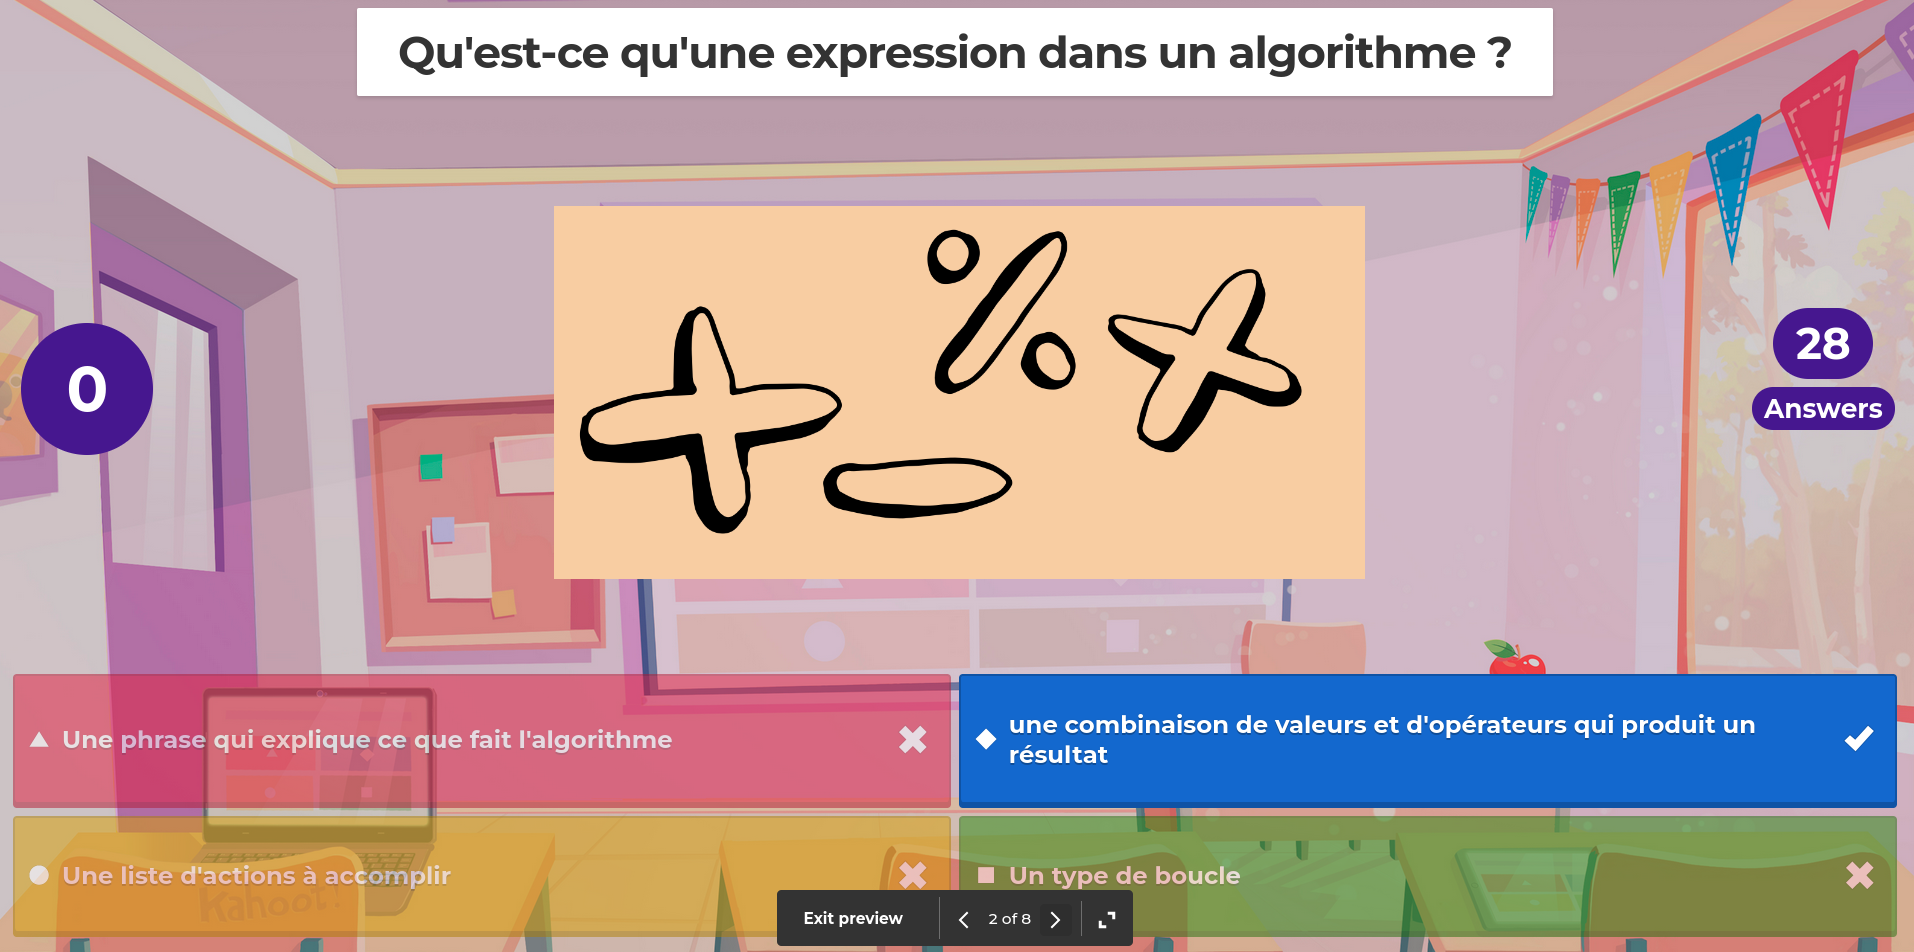 Qu'est-ce qu'une expression dans un algorithme ?
% + - ×
0
28
Answers
Une phrase qui explique ce que fait l'algorithme
une combinaison de valeurs et d'opérateurs qui produit un
résultat
Une liste d'actions à accomplir
Un type de boucle
Kahoot!
Exit preview
2 of 8